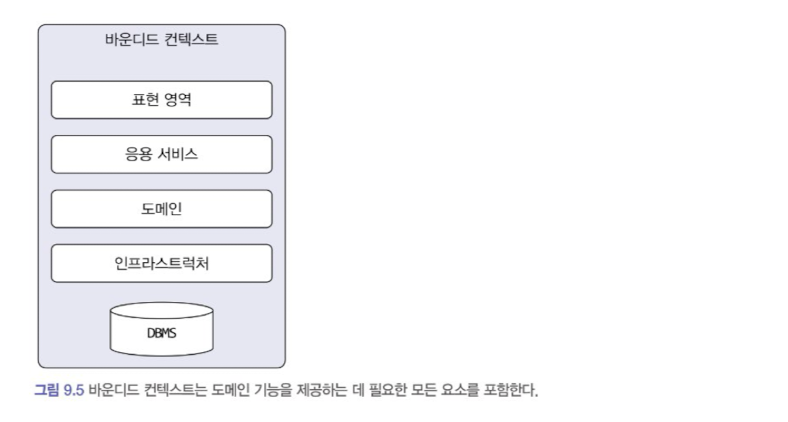 바운디드 컨텍스트
표현 영역
응용 서비스
도메인
인프라스트럭처
DBMS
그림 9.5 바운디드 컨텍스트는 도메인 기능을 제공하는 데 필요한 모든 요소를 포함한다.